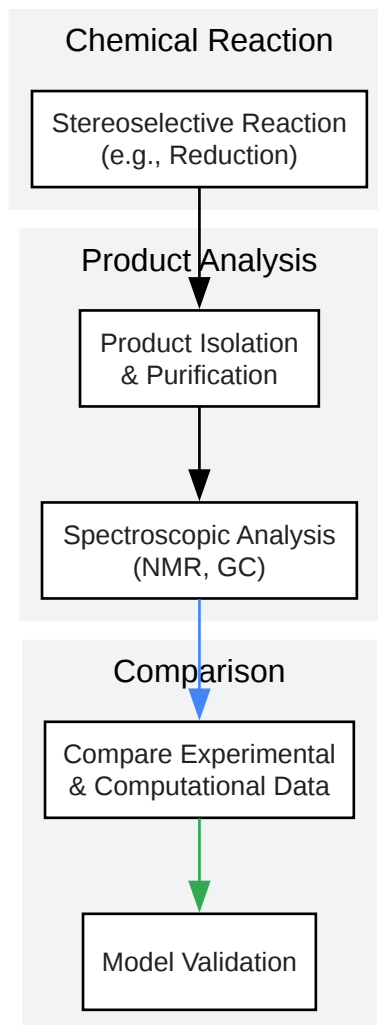 Chemical Reaction
Stereoselective Reaction
(e.g., Reduction)
Product Analysis
Product Isolation
& Purification
Spectroscopic Analysis
(NMR, GC)
Comparison
Compare Experimental
& Computational Data
Model Validation